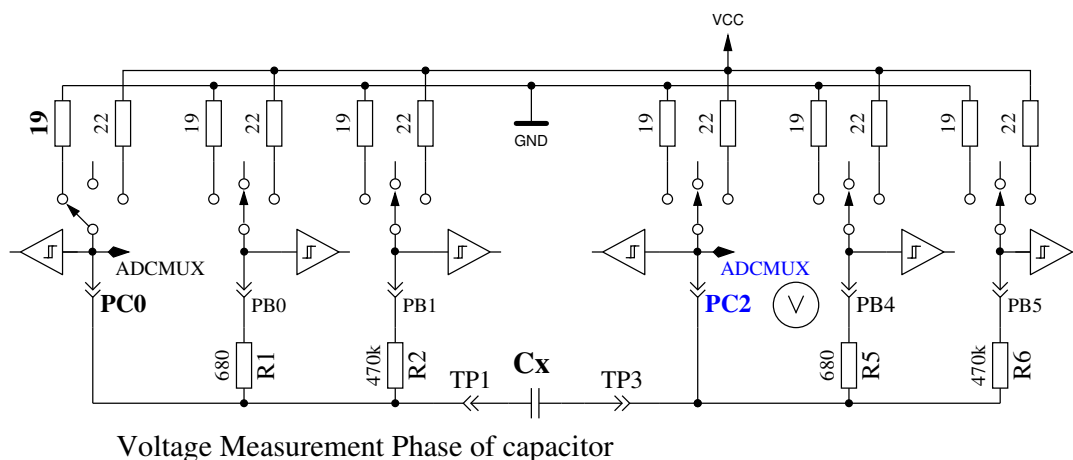 VCC
19
22
19
22
19
22
GND
19
22
19
22
19
22
ADCMUX
ADCMUX
PC0
PB0
PB1
PC2
V
PB4
PB5
680
R1
470k
R2
TP1
Cx
TP3
680
R5
470k
R6
Voltage Measurement Phase of capacitor